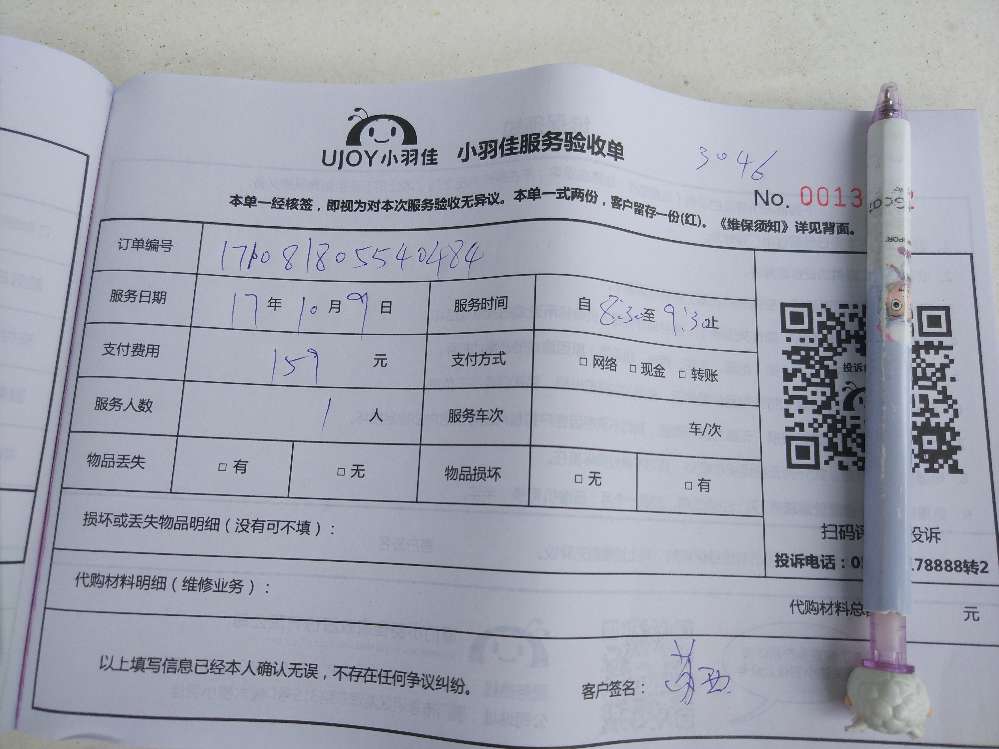 UJOY小羽佳 小羽佳服务验收单
3046
No. 0013
本单一经核签，即视为对本次服务验收无异议。本单一式两份，客户留存一份(红)。《维保须知》详见背面。
订单编号 171081805540484
服务日期 17 年 10 月 9 日 服务时间 自 8:30 至 9:30 止
支付费用 159 元 支付方式 □ 网络 □ 现金 □ 转账
服务人数 1 人 服务车次 车/次
物品丢失 □ 有 □ 无 物品损坏 □ 无 □ 有
投诉
损坏或丢失物品明细（没有可不填）：
扫码 投诉
投诉电话：05 78888转2
代购材料明细（维修业务）：
代购材料总 元
以上填写信息已经本人确认无误，不存在任何争议纠纷。
客户签名：